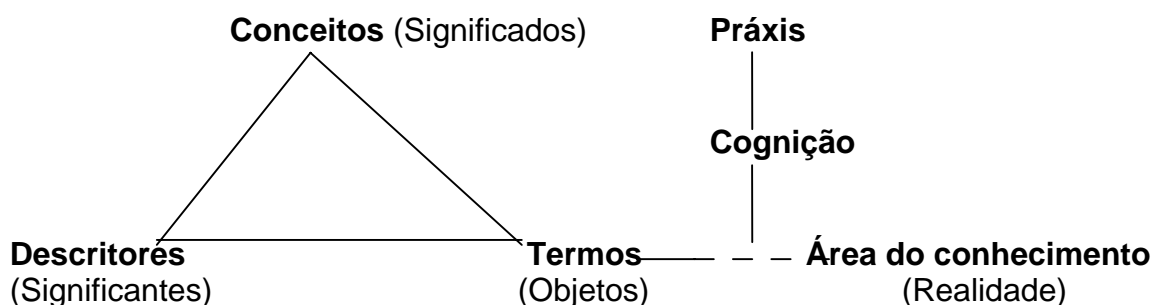 Conceitos (Significados) Práxis
Cognição
Descritores Termos Área do conhecimento
(Significantes) (Objetos) (Realidade)